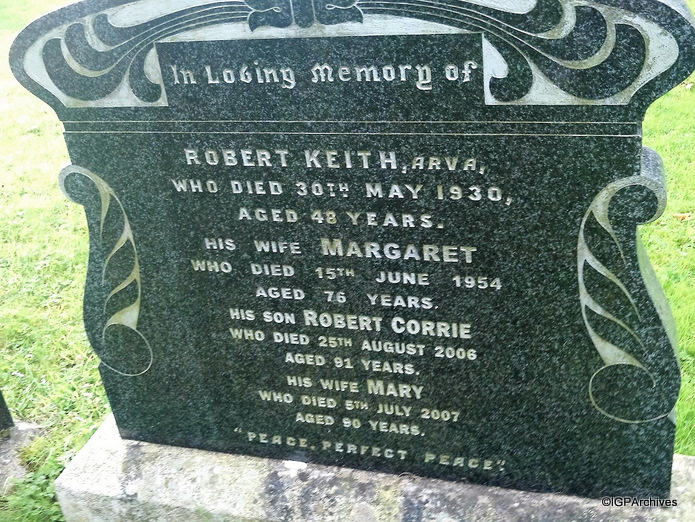 In Loving Memory of
ROBERT KEITH, ARVA,
WHO DIED 30TH MAY 1930,
AGED 48 YEARS.
HIS WIFE MARGARET
WHO DIED 15TH JUNE 1954
AGED 76 YEARS.
HIS SON ROBERT CORRIE
WHO DIED 25TH AUGUST 2006
AGED 91 YEARS.
HIS WIFE MARY
WHO DIED 5TH JULY 2007
AGED 90 YEARS.
"PEACE, PERFECT PEACE".
©IGPArchives